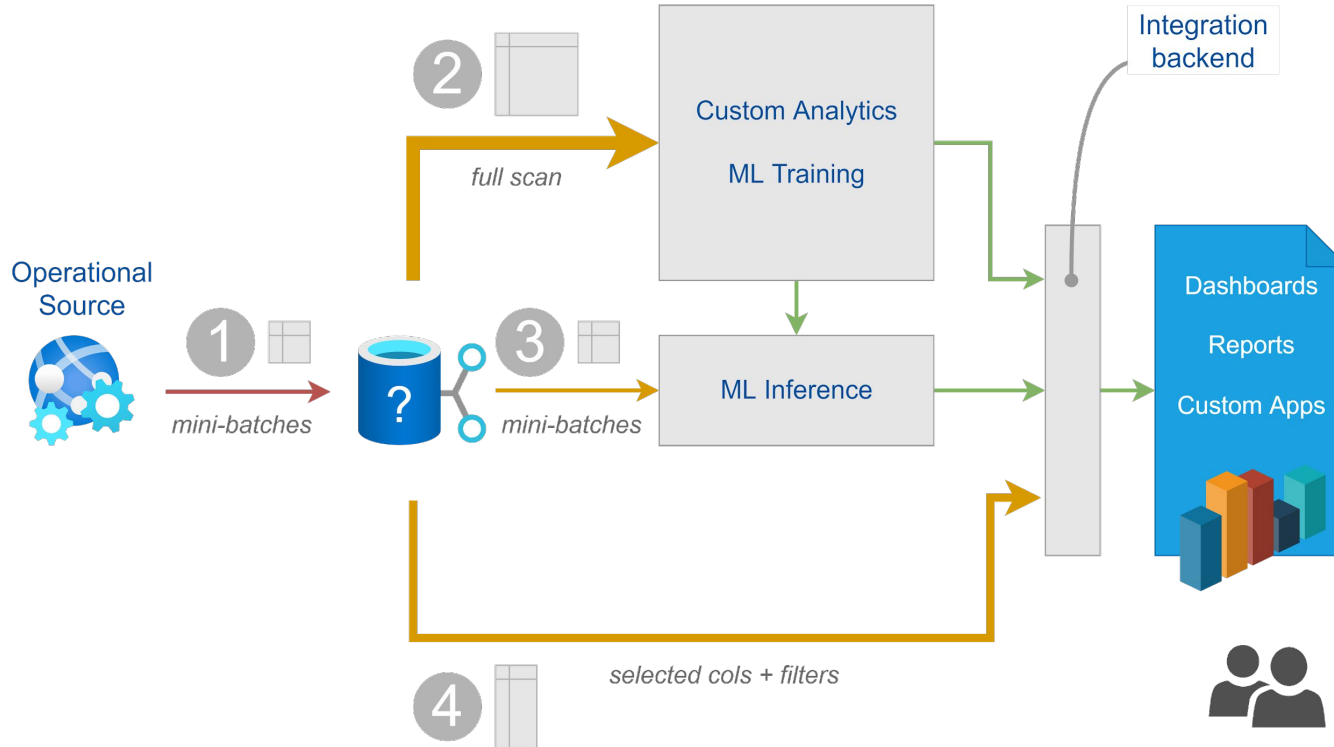 Integration
backend
2
Custom Analytics
ML Training
full scan
Operational
Source
1
mini-batches
?
3
mini-batches
ML Inference
Dashboards
Reports
Custom Apps
selected cols + filters
4